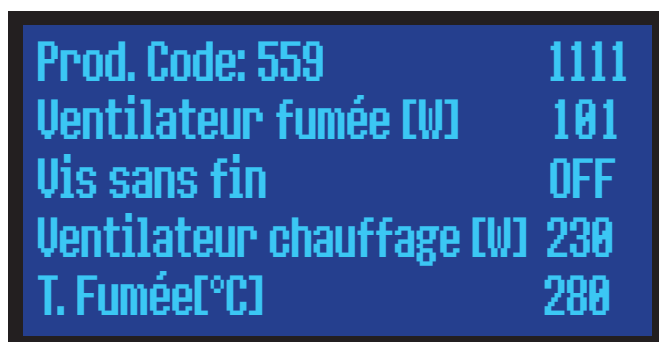 Prod. Code: 559 1111
Ventilateur fumée [W] 101
Vis sans fin OFF
Ventilateur chauffage [W] 230
T. Fumée[°C] 280